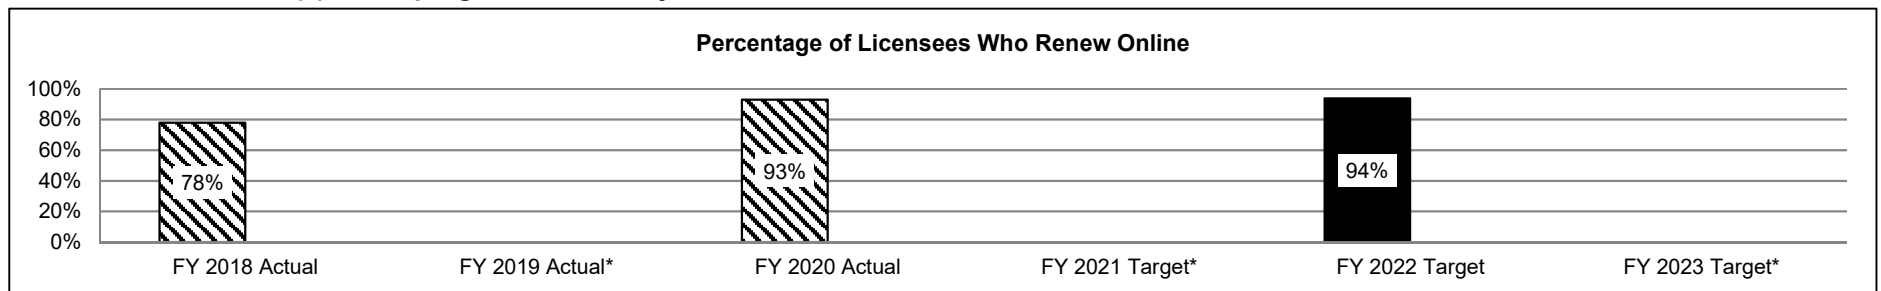 Percentage of Licensees Who Renew Online
100%
80%
60%
40%
20%
0%
78%
93%
94%
FY 2018 Actual
FY 2019 Actual*
FY 2020 Actual
FY 2021 Target*
FY 2022 Target
FY 2023 Target*